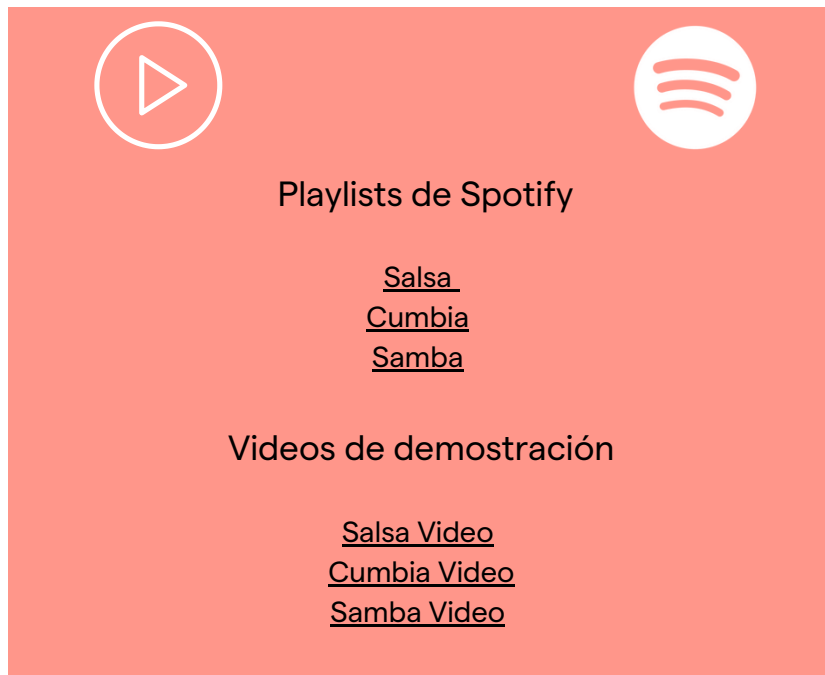 Playlists de Spotify
Salsa
Cumbia
Samba
Videos de demostración
Salsa Video
Cumbia Video
Samba Video